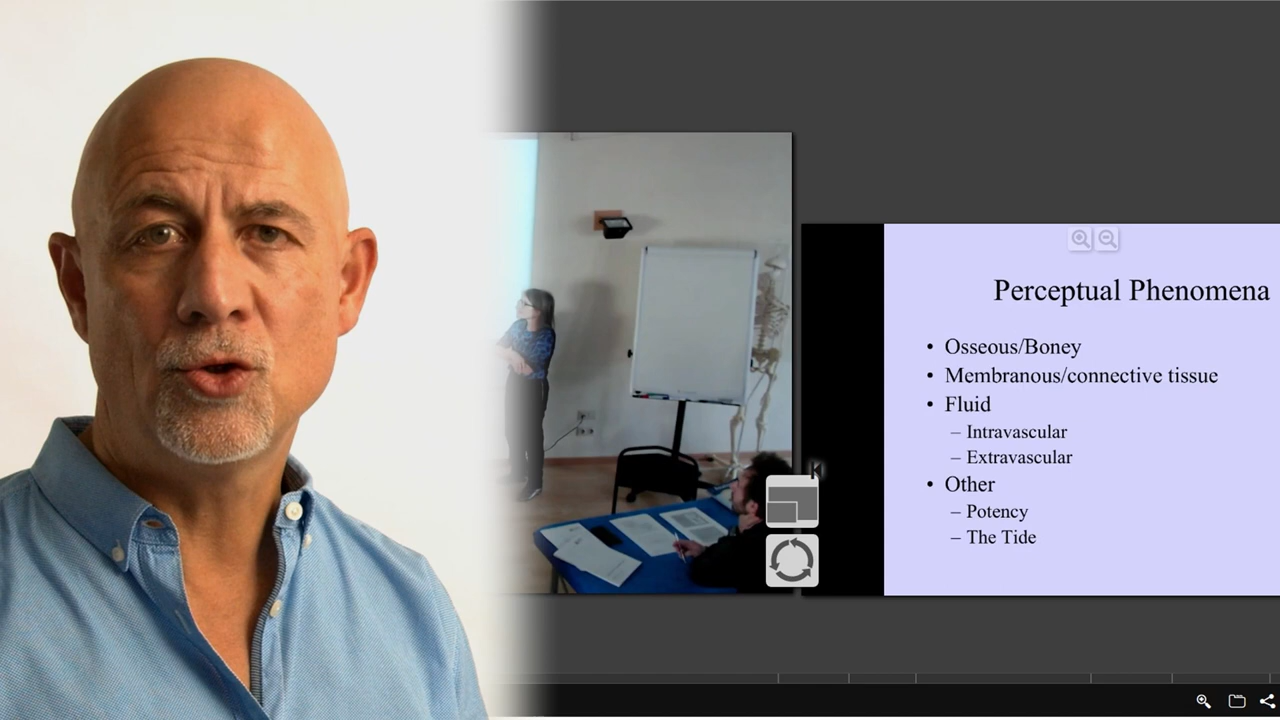 Perceptual Phenomena
• Osseous/Boney
• Membranous/connective tissue
• Fluid
– Intravascular
– Extravascular
• Other
– Potency
– The Tide